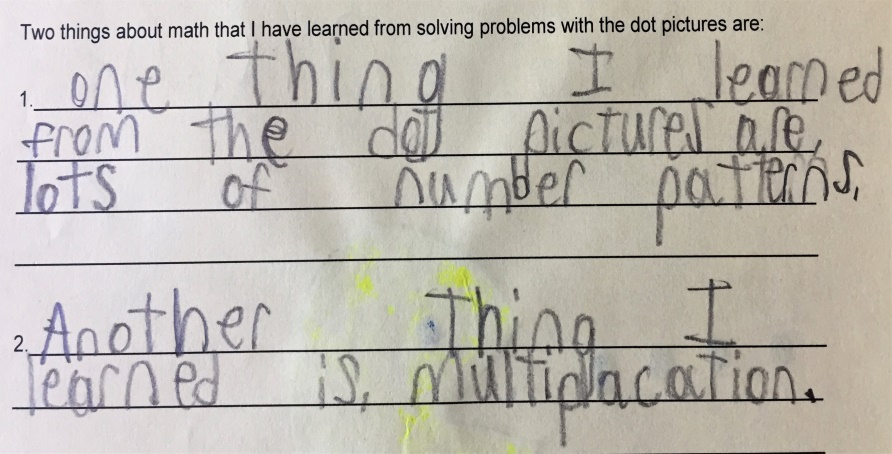 Two things about math that I have learned from solving problems with the dot pictures are:
1. one thing I learned
from the dot pictures are,
lots of number patterns,
2. Another thing I
learned is, multiplacation.